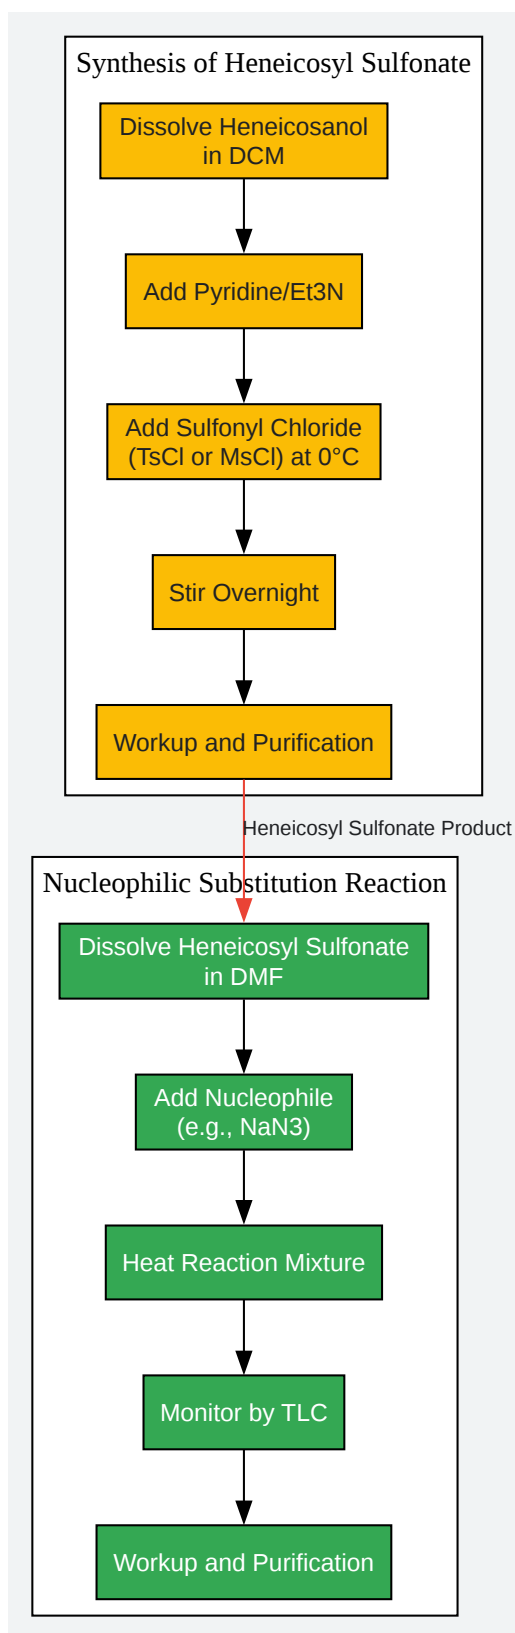 Synthesis of Heneicosyl Sulfonate
Dissolve Heneicosanol
in DCM
Add Pyridine/Et3N
Add Sulfonyl Chloride
(TsCl or MsCl) at 0°C
Stir Overnight
Workup and Purification
Heneicosyl Sulfonate Product
Nucleophilic Substitution Reaction
Dissolve Heneicosyl Sulfonate
in DMF
Add Nucleophile
(e.g., NaN3)
Heat Reaction Mixture
Monitor by TLC
Workup and Purification